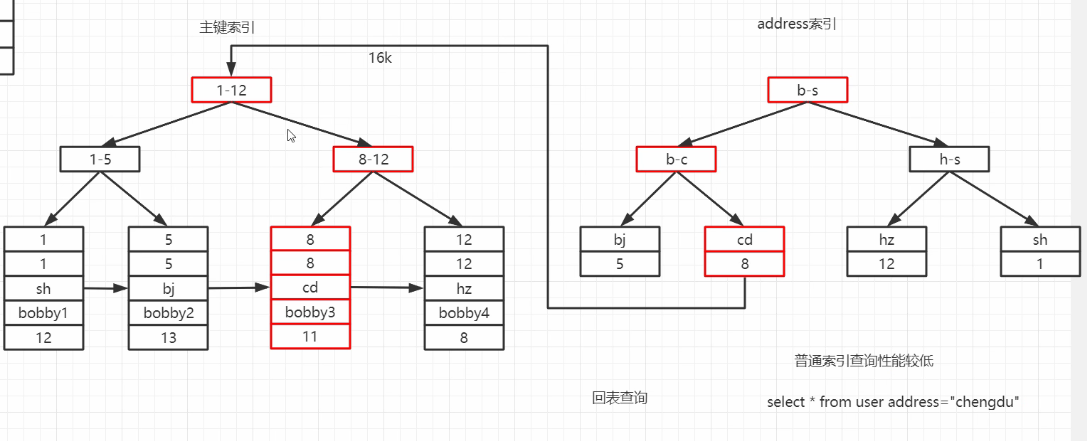 主键索引
address索引
16k
1-12
b-s
1-5
8-12
b-c
h-s
1
5
8
12
bj
cd
hz
sh
1
5
8
12
5
8
12
1
sh
bj
cd
hz
bobby1
bobby2
bobby3
bobby4
12
13
11
8
普通索引查询性能较低
回表查询
select * from user address="chengdu"